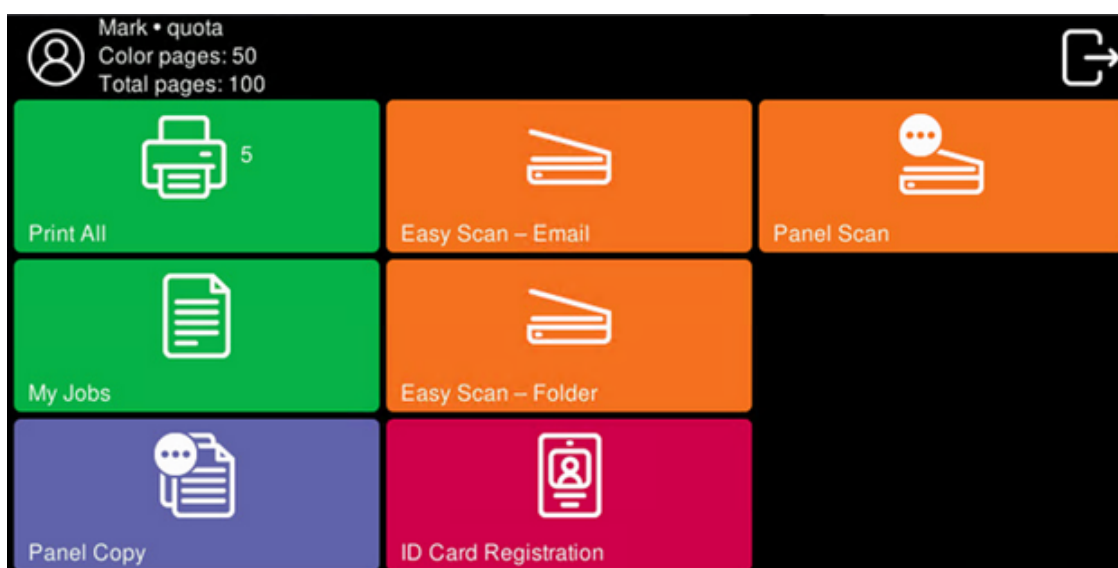 Mark • quota
Color pages: 50
Total pages: 100
5
Print All
Easy Scan – Email
Panel Scan
My Jobs
Easy Scan – Folder
Panel Copy
ID Card Registration